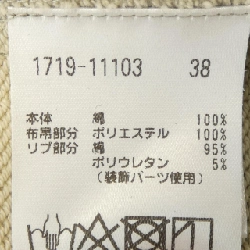 1719-11103 38
本体 綿 100%
布帛部分 ポリエステル 100%
リブ部分 綿 95%
ポリウレタン 5%
(装飾パーツ使用)